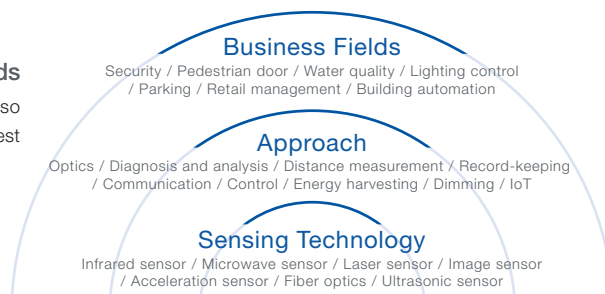 Business Fields
Security / Pedestrian door / Water quality / Lighting control
/ Parking / Retail management / Building automation
ds
so
est
Approach
Optics / Diagnosis and analysis / Distance measurement / Record-keeping
/ Communication / Control / Energy harvesting / Dimming / IoT
Sensing Technology
Infrared sensor / Microwave sensor / Laser sensor / Image sensor
/ Acceleration sensor / Fiber optics / Ultrasonic sensor